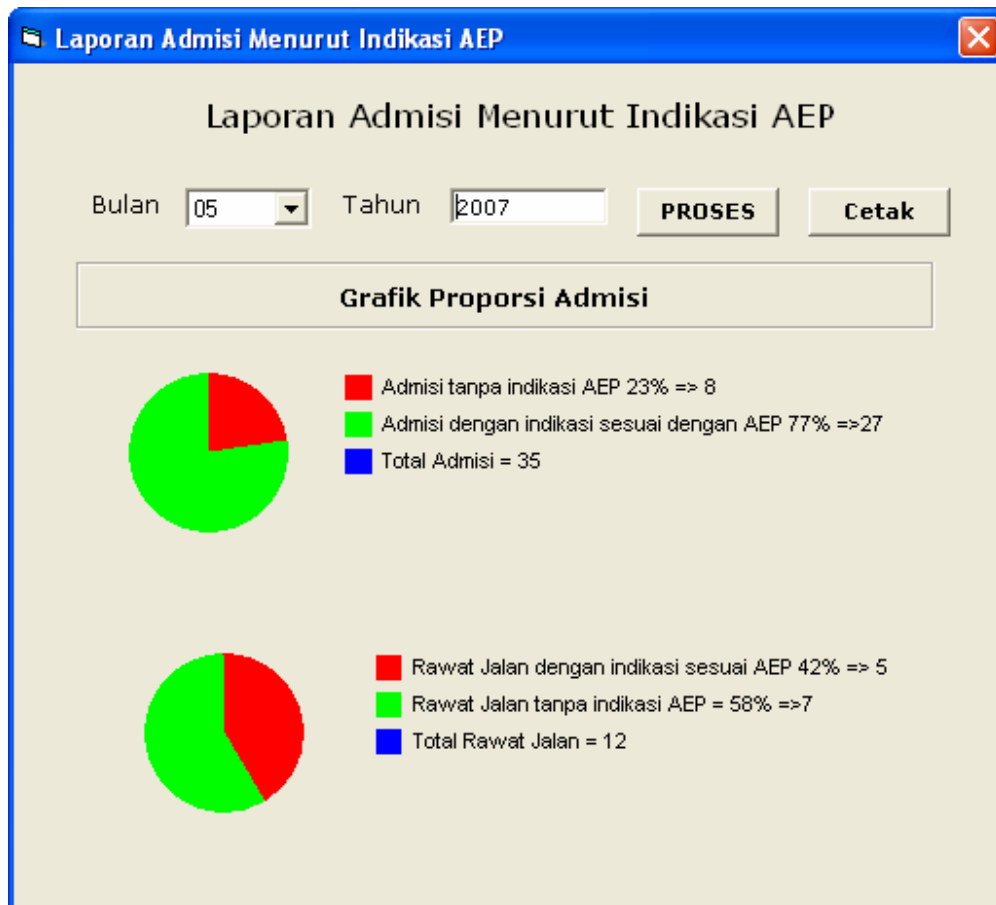 Laporan Admisi Menurut Indikasi AEP
Laporan Admisi Menurut Indikasi AEP
Bulan 05 Tahun 2007 PROSES Cetak
Grafik Proporsi Admisi
Admisi tanpa indikasi AEP 23% => 8
Admisi dengan indikasi sesuai dengan AEP 77% =>27
Total Admisi = 35
Rawat Jalan dengan indikasi sesuai AEP 42% => 5
Rawat Jalan tanpa indikasi AEP = 58% =>7
Total Rawat Jalan = 12